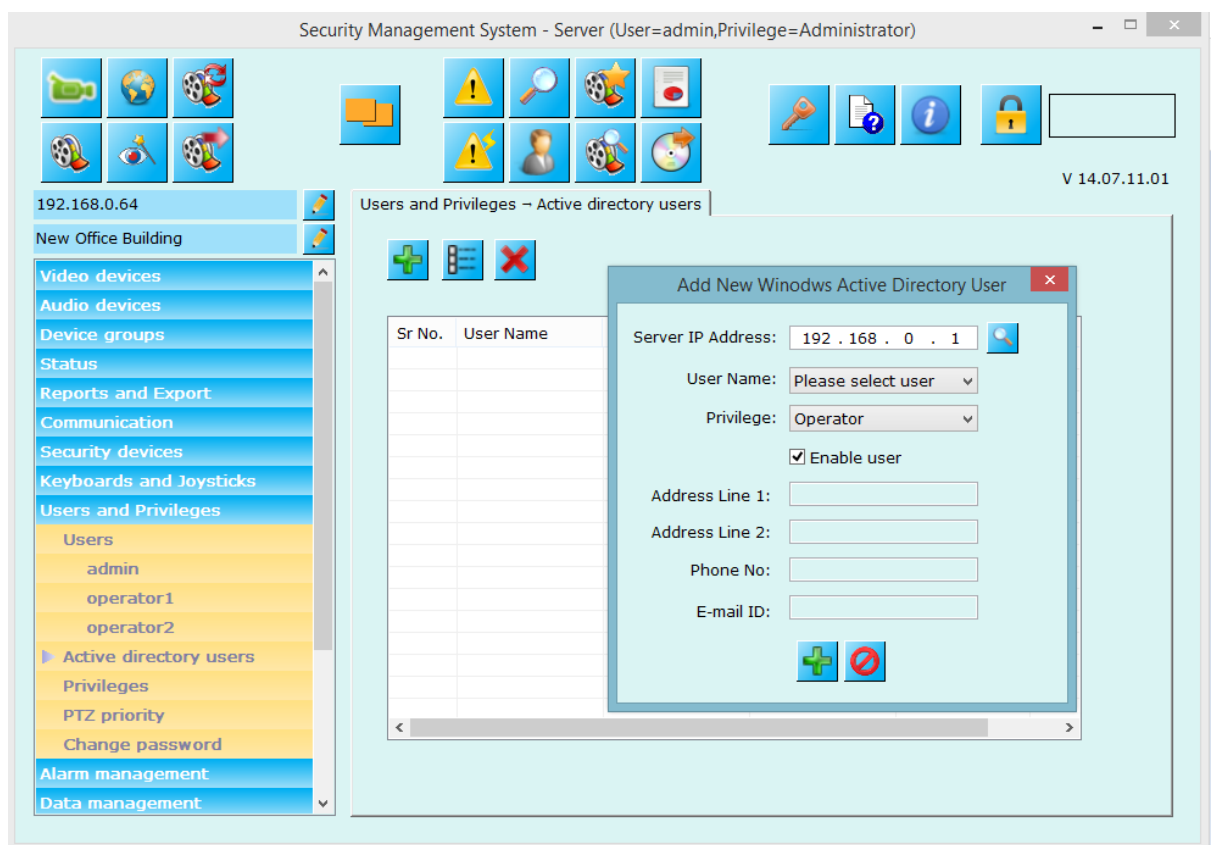 Security Management System - Server (User=admin,Privilege=Administrator)
V 14.07.11.01
192.168.0.64
New Office Building
Video devices
Audio devices
Device groups
Status
Reports and Export
Communication
Security devices
Keyboards and Joysticks
Users and Privileges
Users
admin
operator1
operator2
Active directory users
Privileges
PTZ priority
Change password
Alarm management
Data management
Users and Privileges → Active directory users
Sr No. User Name
Add New Winodws Active Directory User
Server IP Address: 192 . 168 . 0 . 1
User Name: Please select user
Privilege: Operator
Enable user
Address Line 1:
Address Line 2:
Phone No:
E-mail ID: